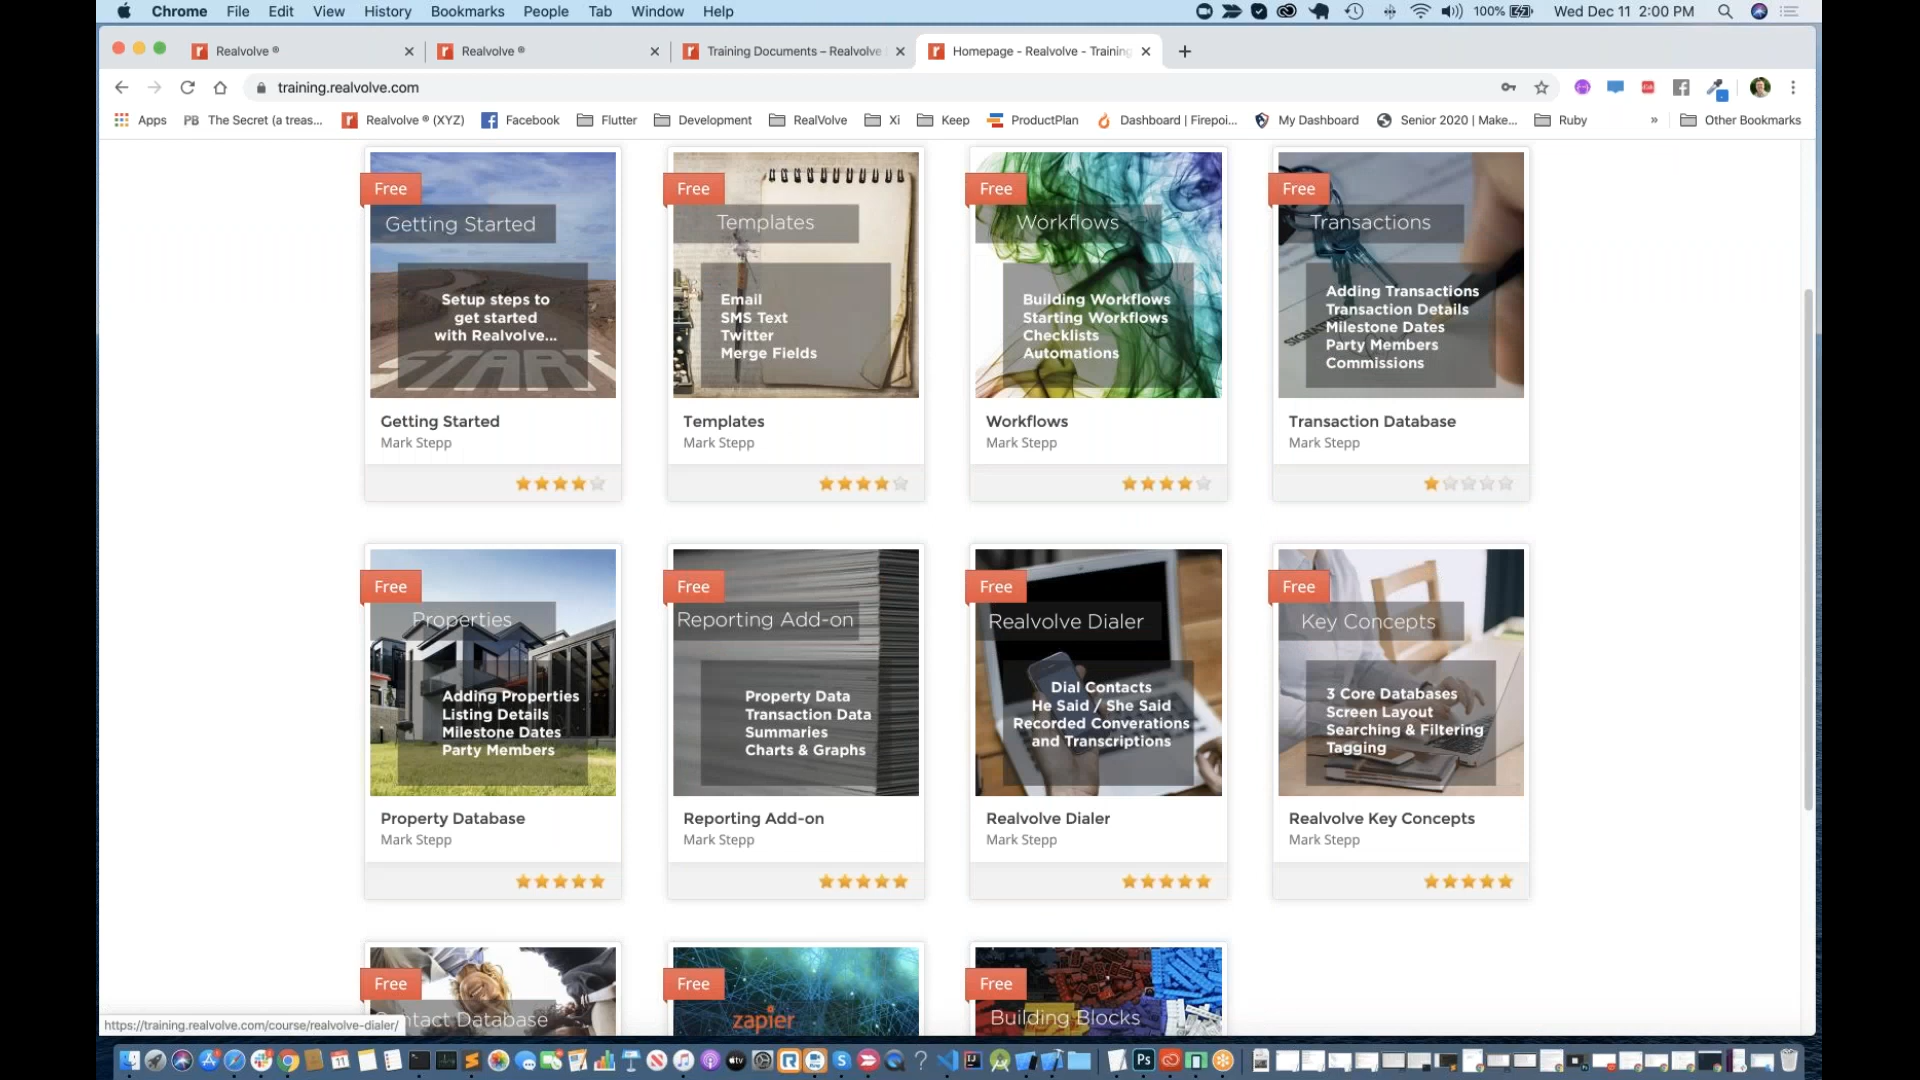 Chrome File Edit View History Bookmarks People Tab Window Help 100% Wed Dec 11 2:00 PM
Realvolve ®
Realvolve ®
Training Documents – Realvolve
Homepage - Realvolve - Training
training.realvolve.com
Apps
PB The Secret (a treas...
Realvolve ® (XYZ)
Facebook
Flutter
Development
RealVolve
Xi
Keep
ProductPlan
Dashboard | Firepoi...
My Dashboard
Senior 2020 | Make...
Ruby
»
Other Bookmarks
Free
Getting Started
Setup steps to
get started
with Realvolve...
START
Getting Started
Mark Stepp
Free
Templates
Email
SMS Text
Twitter
Merge Fields
Templates
Mark Stepp
Free
Workflows
Building Workflows
Starting Workflows
Checklists
Automations
Workflows
Mark Stepp
Free
Transactions
Adding Transactions
Transaction Details
Milestone Dates
Party Members
Commissions
Transaction Database
Mark Stepp
Free
Properties
Adding Properties
Listing Details
Milestone Dates
Party Members
Property Database
Mark Stepp
Free
Reporting Add-on
Property Data
Transaction Data
Summaries
Charts & Graphs
Reporting Add-on
Mark Stepp
Free
Realvolve Dialer
Dial Contacts
He Said / She Said
Recorded Converations
and Transcriptions
Realvolve Dialer
Mark Stepp
Free
Key Concepts
3 Core Databases
Screen Layout
Searching & Filtering
Tagging
Realvolve Key Concepts
Mark Stepp
Free
ntact Database
Free
zapier
Free
Building Blocks
https://training.realvolve.com/course/realvolve-dialer/